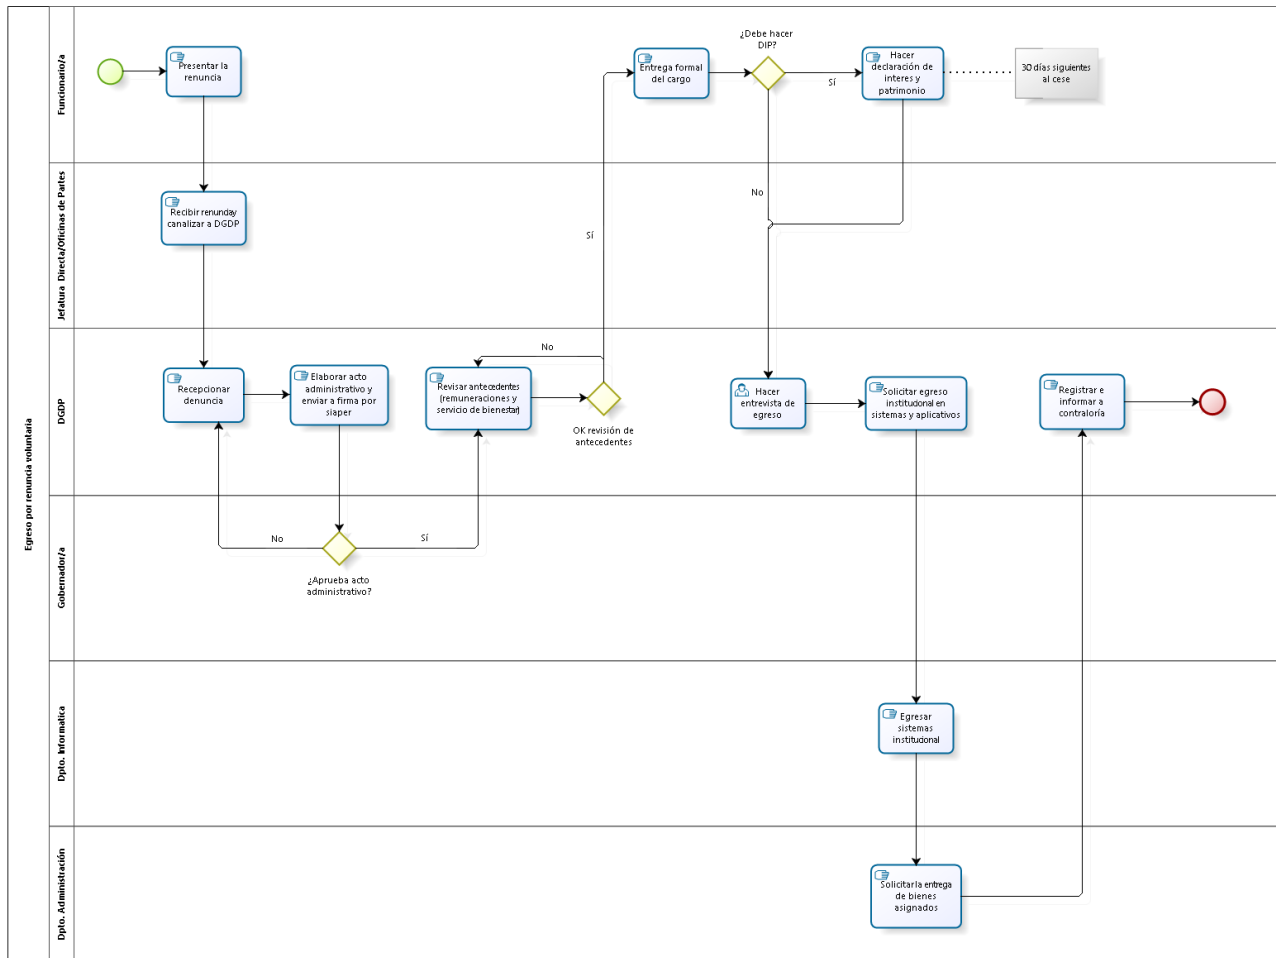 Egreso por renuncia voluntaria
Funcionario/a
Presentar la
renuncia
Entrega formal
del cargo
¿Debe hacer
DIP?
Sí
No
Hacer
declaración de
interes y
patrimonio
30 días siguientes
al cese
Jefatura Directa/Oficinas de Partes
Recibir renuncia y
canalizar a DGDP
Sí
DGDP
Recepcionar
denuncia
Elaborar acto
administrativo y
enviar a firma por
siaper
Revisar antecedentes
(remuneraciones y
servicio de bienestar)
No
OK revisión de
antecedentes
Hacer
entrevista de
egreso
Solicitar egreso
institucional en
sistemas y aplicativos
Registrar e
informar a
contraloría
Gobernador/a
No
Sí
¿Aprueba acto
administrativo?
Dpto. Informatica
Egresar
sistemas
institucional
Dpto. Administración
Solicitar la entrega
de bienes
asignados